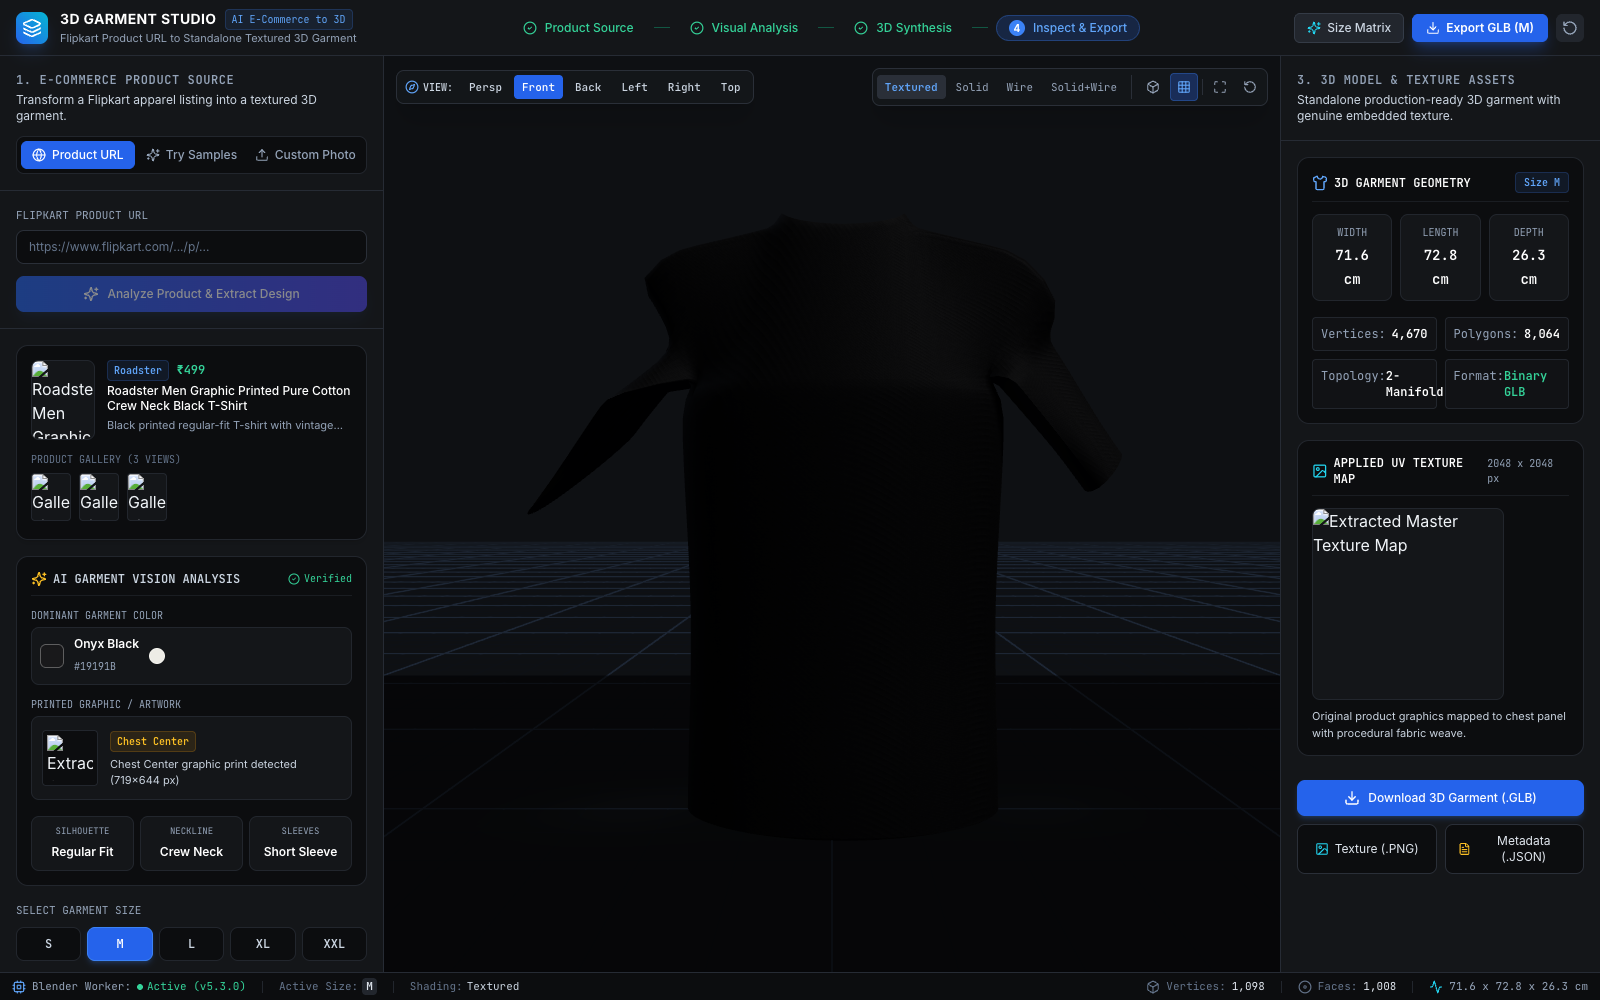 3D GARMENT STUDIO
AI E-Commerce to 3D
Flipkart Product URL to Standalone Textured 3D Garment
Product Source
Visual Analysis
3D Synthesis
4 Inspect & Export
Size Matrix
Export GLB (M)
1. E-COMMERCE PRODUCT SOURCE
Transform a Flipkart apparel listing into a textured 3D
garment.
Product URL
Try Samples
Custom Photo
FLIPKART PRODUCT URL
https://www.flipkart.com/.../p/...
Analyze Product & Extract Design
Roadste
Men
Graphic
Roadster ₹499
Roadster Men Graphic Printed Pure Cotton
Crew Neck Black T-Shirt
Black printed regular-fit T-shirt with vintage...
PRODUCT GALLERY (3 VIEWS)
Galle
Galle
Galle
AI GARMENT VISION ANALYSIS
Verified
DOMINANT GARMENT COLOR
Onyx Black
#19191B
PRINTED GRAPHIC / ARTWORK
Extrac
Chest Center
Chest Center graphic print detected
(719×644 px)
SILHOUETTE
Regular Fit
NECKLINE
Crew Neck
SLEEVES
Short Sleeve
SELECT GARMENT SIZE
S
M
L
XL
XXL
VIEW:
Persp
Front
Back
Left
Right
Top
Textured
Solid
Wire
Solid+Wire
3. 3D MODEL & TEXTURE ASSETS
Standalone production-ready 3D garment with
genuine embedded texture.
3D GARMENT GEOMETRY
Size M
WIDTH
71.6
cm
LENGTH
72.8
cm
DEPTH
26.3
cm
Vertices: 4,670
Polygons: 8,064
Topology: 2-
Manifold
Format: Binary
GLB
APPLIED UV TEXTURE
MAP
2048 x 2048
px
Extracted Master
Texture Map
Original product graphics mapped to chest panel
with procedural fabric weave.
Download 3D Garment (.GLB)
Texture (.PNG)
Metadata
(.JSON)
Blender Worker: Active (v5.3.0)
Active Size: M
Shading: Textured
Vertices: 1,098
Faces: 1,008
71.6 x 72.8 x 26.3 cm